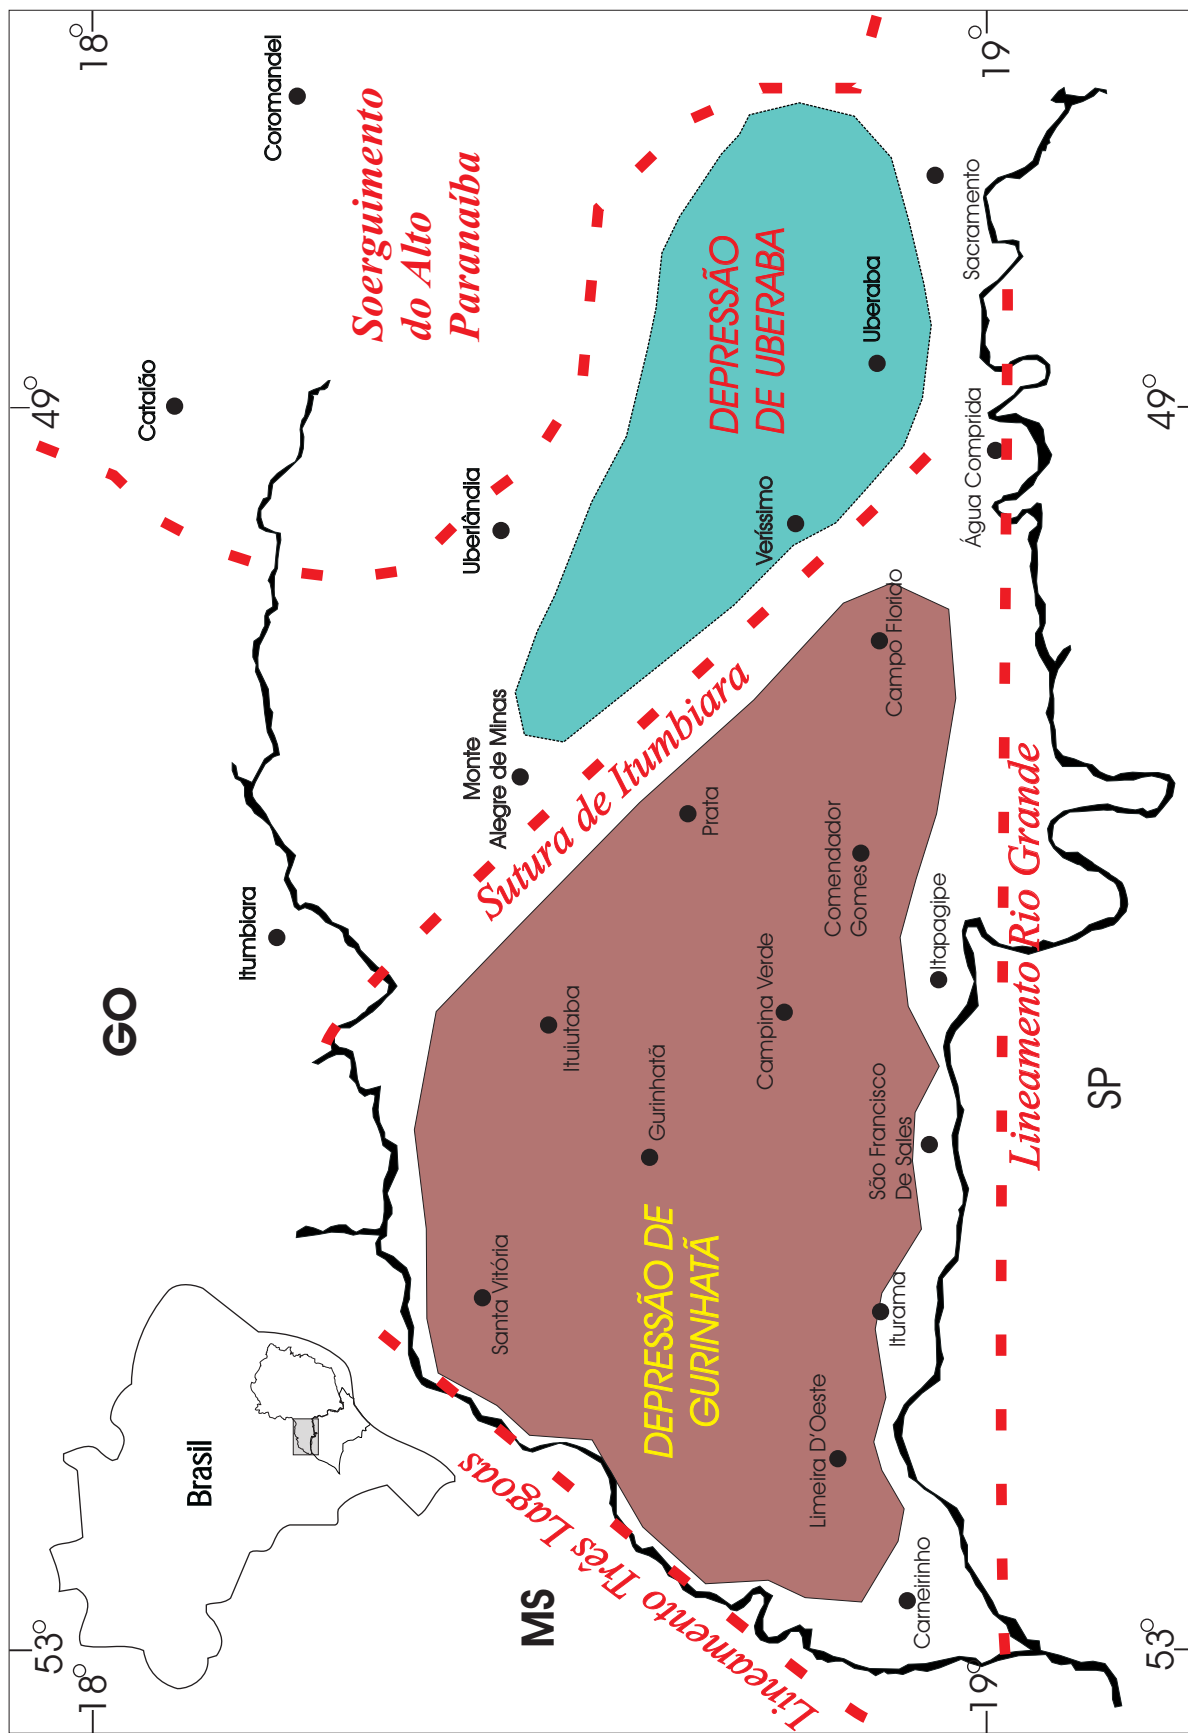 53°
49°
18°
18°
Brasil
GO
Catalão
Coromandel
Itumbiara
Soerguimento
do Alto
Paranaíba
MS
Santa Vitória
Monte
Alegre de Minas
Uberlândia
Ituiutaba
Sutura de Itumbiara
Lineamento Três Lagoas
DEPRESSÃO DE
GURINHATÃ
Gurinhatã
Prata
DEPRESSÃO
DE UBERABA
Campina Verde
Veríssimo
Limeira D'Oeste
Comendador
Gomes
Uberaba
Iturama
São Francisco
De Sales
Campo Florido
Carneirinho
Itapagipe
Água Comprida
Sacramento
19°
19°
Lineamento Rio Grande
SP
53°
49°